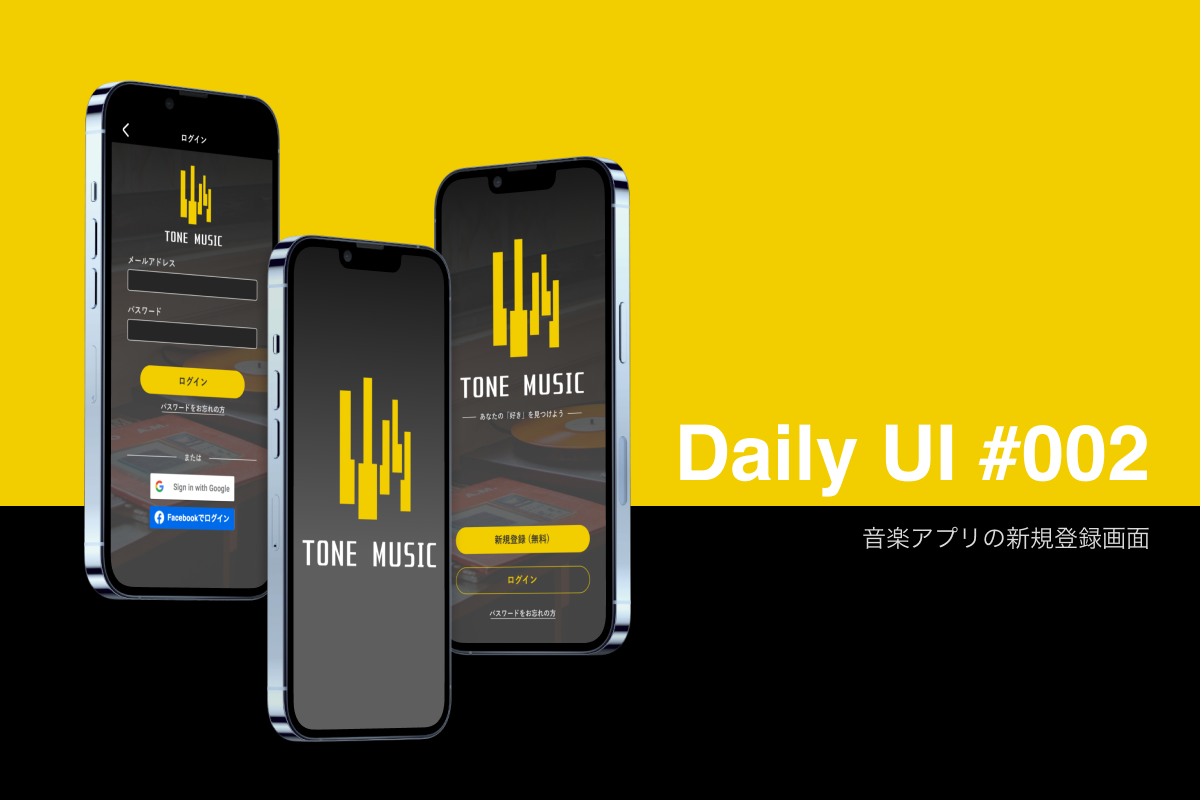 ログイン
TONE MUSIC
メールアドレス
パスワード
ログイン
パスワードをお忘れの方
または
Sign in with Google
Facebookでログイン
TONE MUSIC
TONE MUSIC
あなたの「好き」を見つけよう
新規登録 (無料)
ログイン
パスワードをお忘れの方
Daily UI #002
音楽アプリの新規登録画面